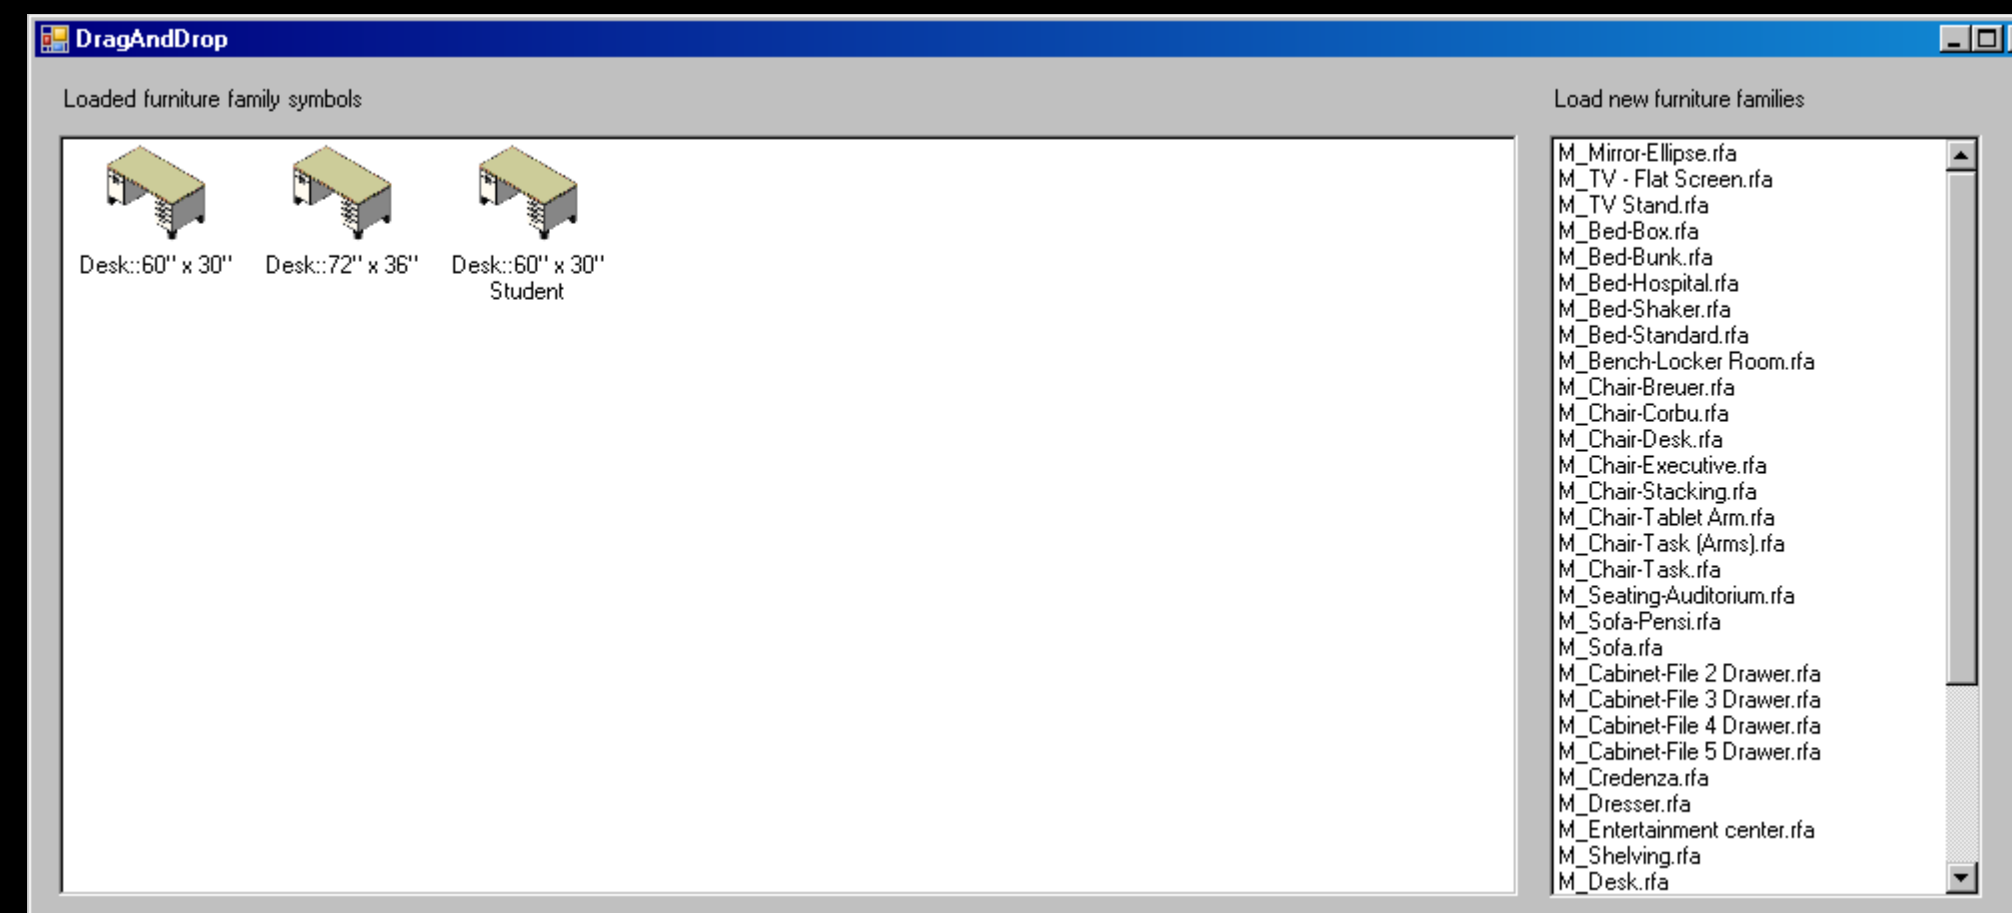 DragAndDrop
Loaded furniture family symbols
Desk::60'' x 30''
Desk::72'' x 36''
Desk::60'' x 30''
Student
Load new furniture families
M_Mirror-Ellipse.rfa
M_TV - Flat Screen.rfa
M_TV Stand.rfa
M_Bed-Box.rfa
M_Bed-Bunk.rfa
M_Bed-Hospital.rfa
M_Bed-Shaker.rfa
M_Bed-Standard.rfa
M_Bench-Locker Room.rfa
M_Chair-Breuer.rfa
M_Chair-Corbu.rfa
M_Chair-Desk.rfa
M_Chair-Executive.rfa
M_Chair-Stacking.rfa
M_Chair-Tablet Arm.rfa
M_Chair-Task (Arms).rfa
M_Chair-Task.rfa
M_Seating-Auditorium.rfa
M_Sofa-Pensi.rfa
M_Sofa.rfa
M_Cabinet-File 2 Drawer.rfa
M_Cabinet-File 3 Drawer.rfa
M_Cabinet-File 4 Drawer.rfa
M_Cabinet-File 5 Drawer.rfa
M_Credenza.rfa
M_Dresser.rfa
M_Entertainment center.rfa
M_Shelving.rfa
M_Desk.rfa